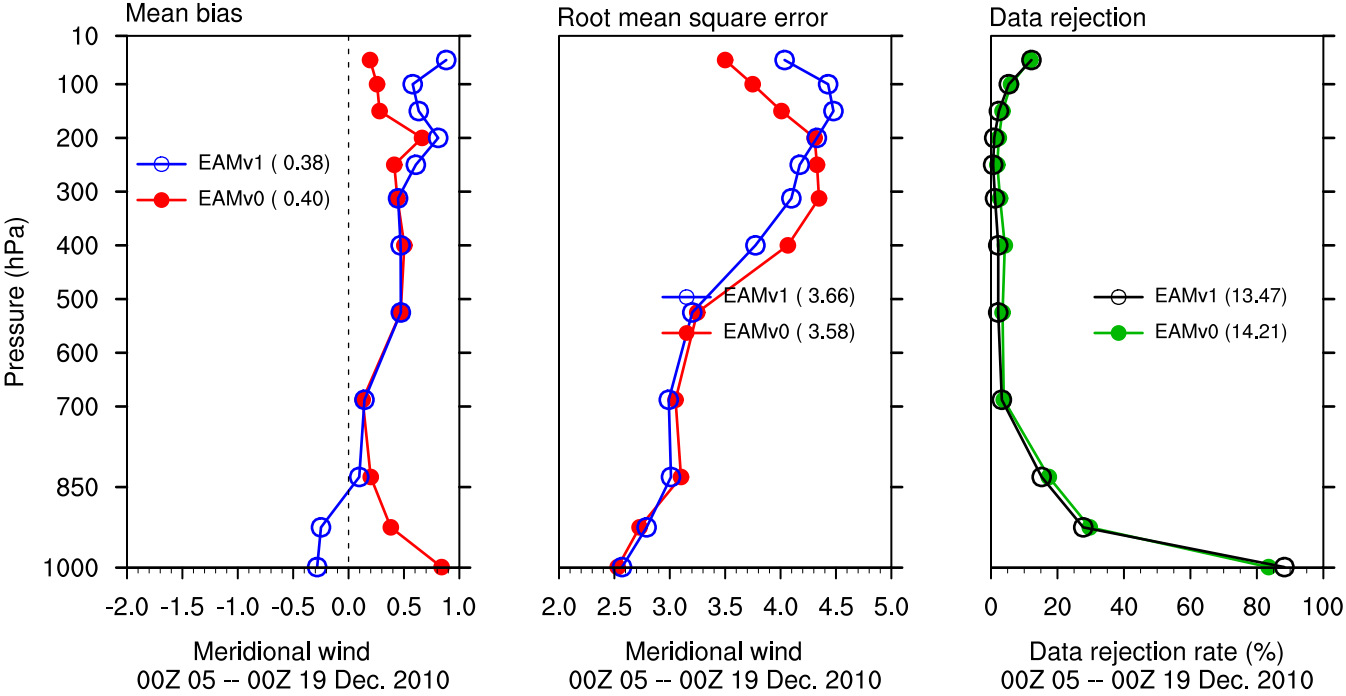 Mean bias
Root mean square error
Data rejection
Pressure (hPa)
10
100
200
300
400
500
600
700
850
1000
EAMv1 ( 0.38)
EAMv0 ( 0.40)
EAMv1 ( 3.66)
EAMv0 ( 3.58)
EAMv1 (13.47)
EAMv0 (14.21)
-2.0 -1.5 -1.0 -0.5 0.0 0.5 1.0
2.0 2.5 3.0 3.5 4.0 4.5 5.0
0 20 40 60 80 100
Meridional wind
00Z 05 -- 00Z 19 Dec. 2010
Meridional wind
00Z 05 -- 00Z 19 Dec. 2010
Data rejection rate (%)
00Z 05 -- 00Z 19 Dec. 2010